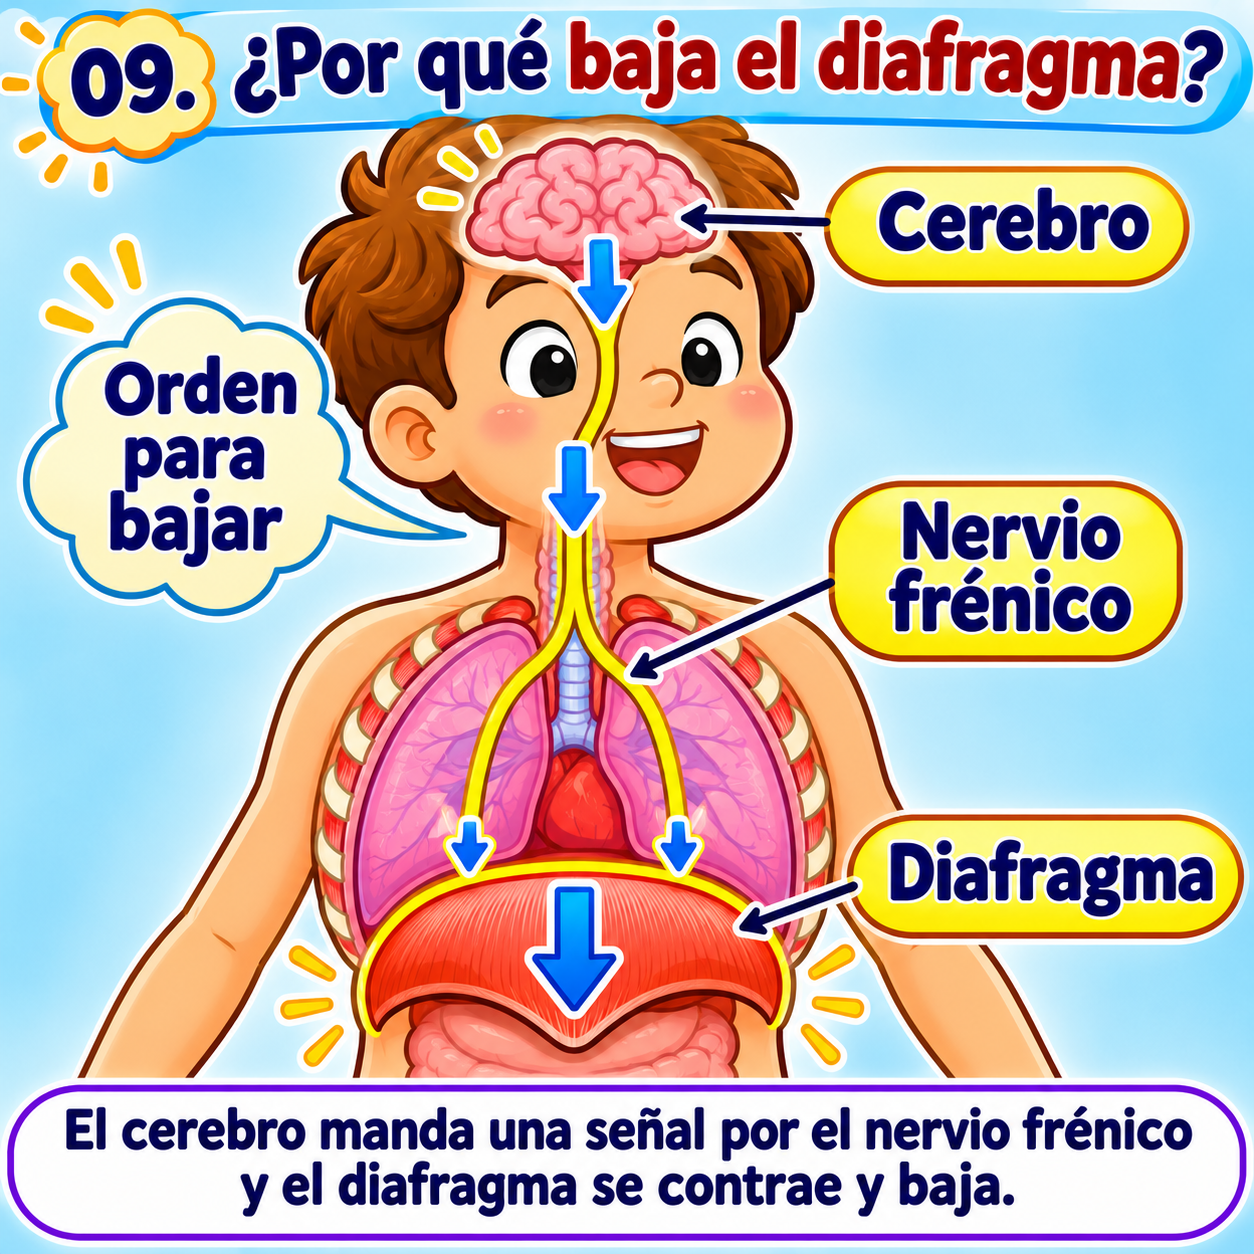 09. ¿Por qué baja el diafragma?
Cerebro
Orden
para
bajar
Nervio
frénico
Diafragma
El cerebro manda una señal por el nervio frénico
y el diafragma se contrae y baja.